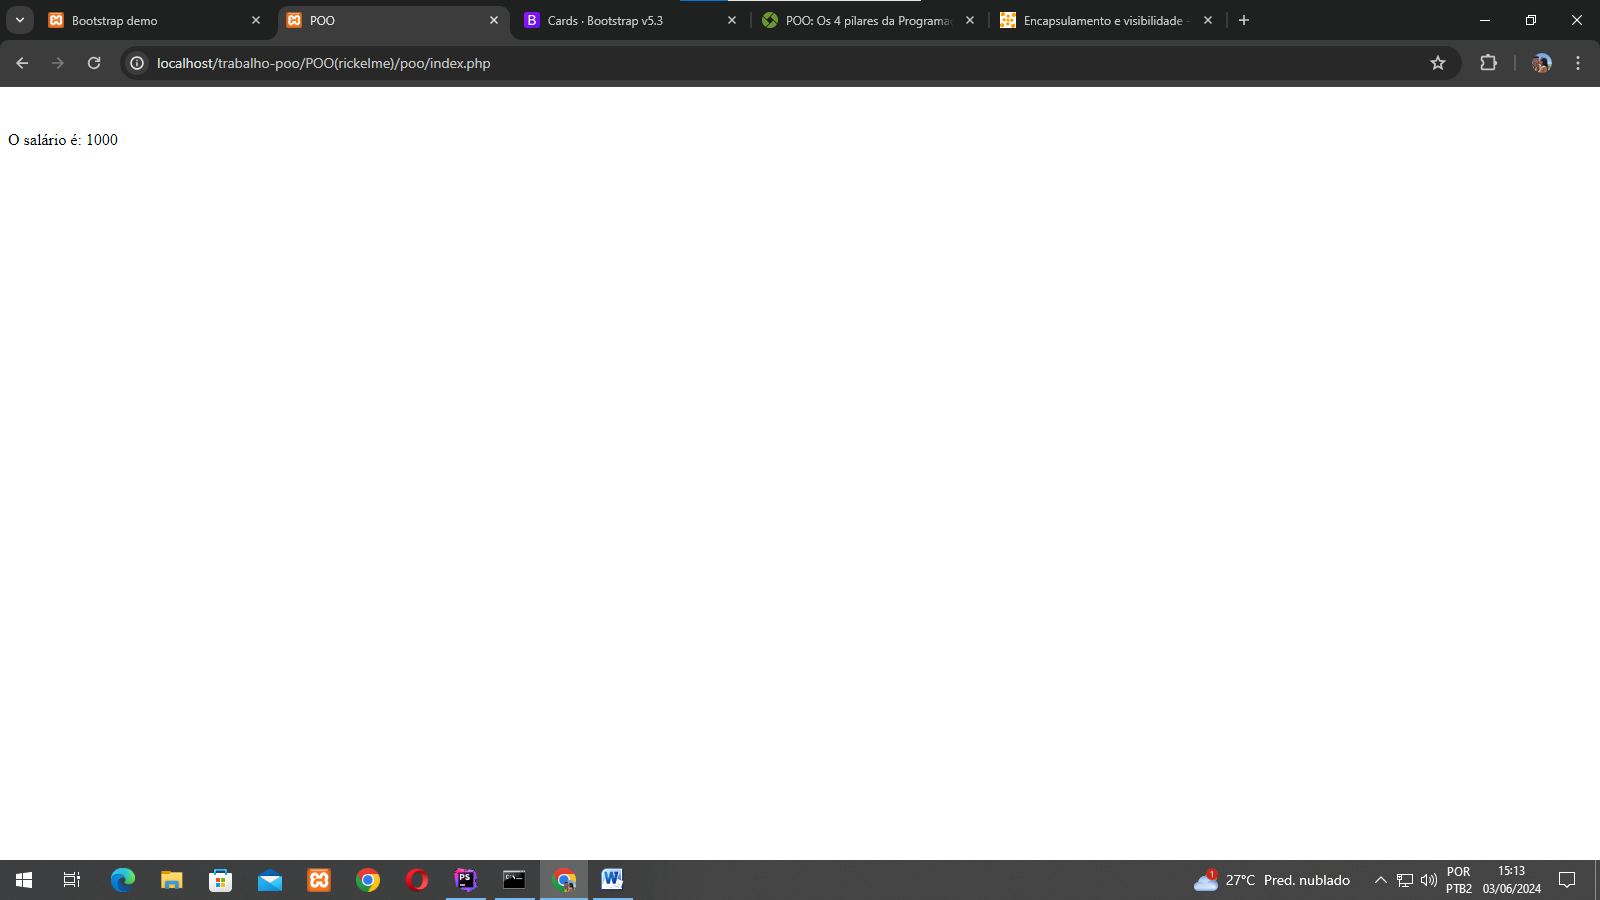 Bootstrap demo
POO
Cards · Bootstrap v5.3
POO: Os 4 pilares da Programa
Encapsulamento e visibilidade -
localhost/trabalho-poo/POO(rickelme)/poo/index.php
O salário é: 1000
1
27°C Pred. nublado
POR
PTB2
15:13
03/06/2024